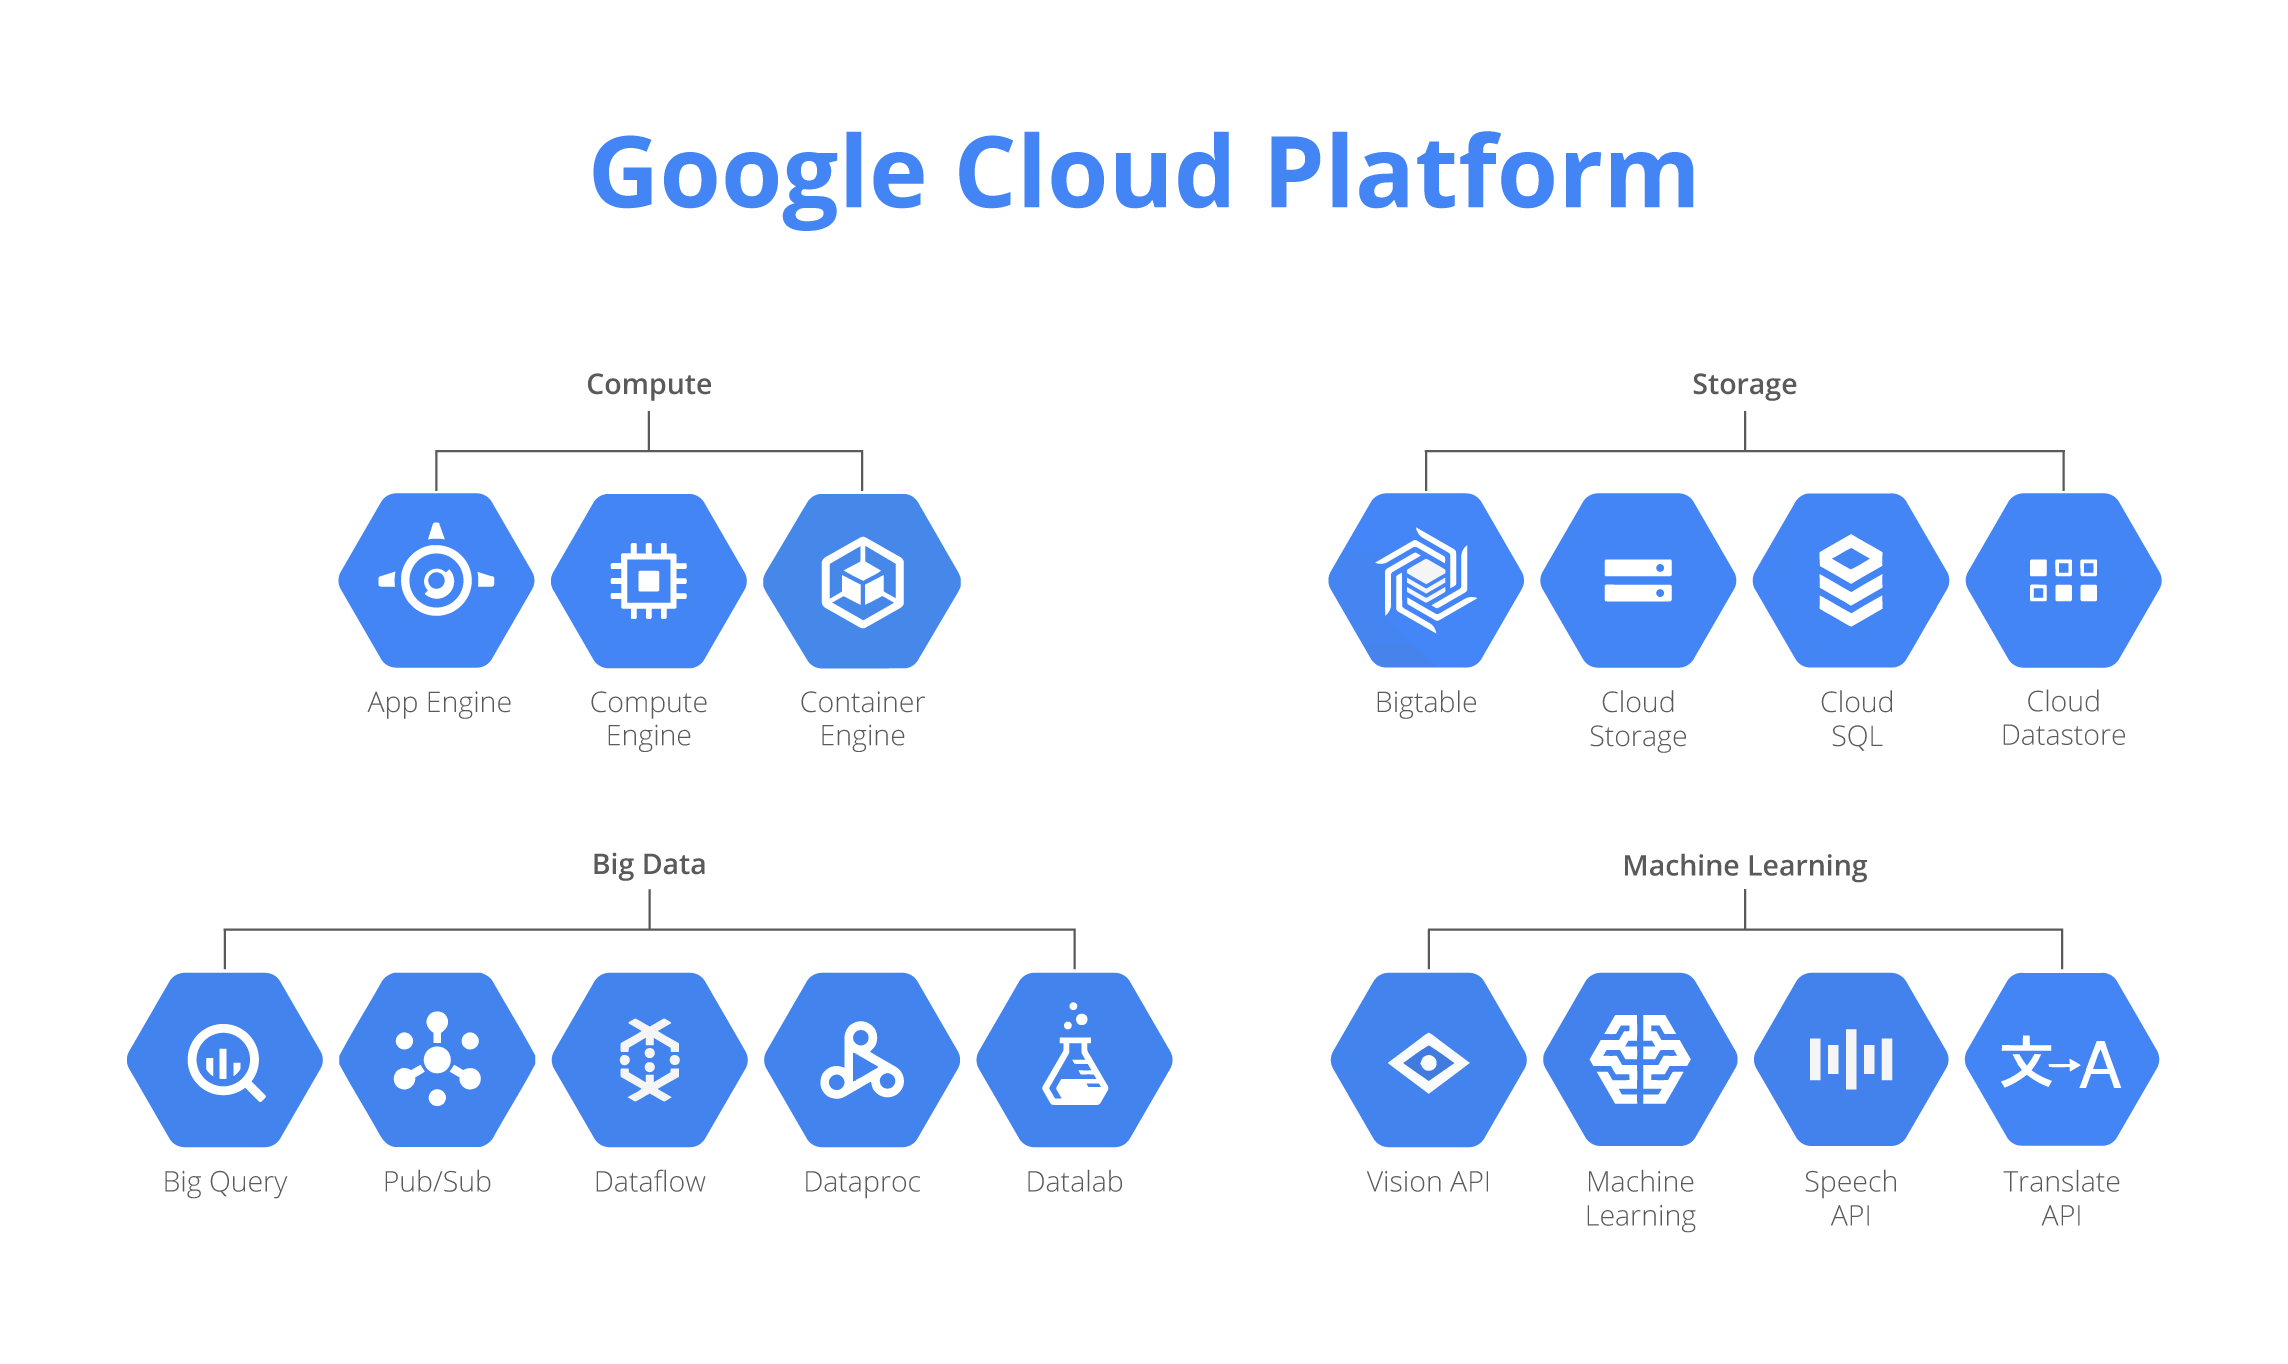 Google Cloud Platform
Compute
App Engine
Compute
Engine
Container
Engine
Storage
Bigtable
Cloud
Storage
Cloud
SQL
Cloud
Datastore
Big Data
Big Query
Pub/Sub
Dataflow
Dataproc
Datalab
Machine Learning
Vision API
Machine
Learning
Speech
API
文→A
Translate
API